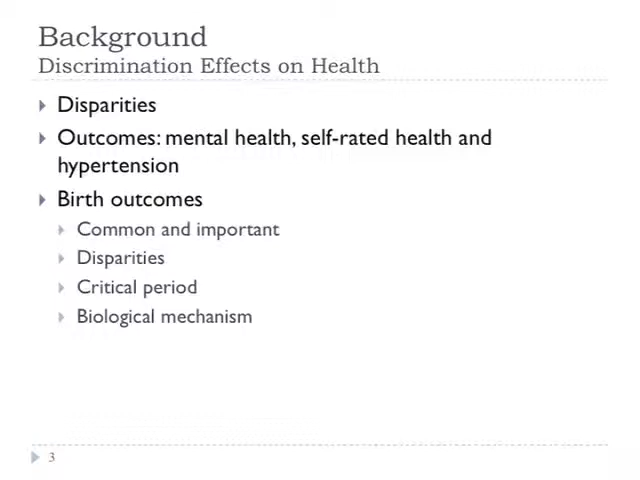 Background
Discrimination Effects on Health
Disparities
Outcomes: mental health, self-rated health and
hypertension
Birth outcomes
Common and important
Disparities
Critical period
Biological mechanism
3